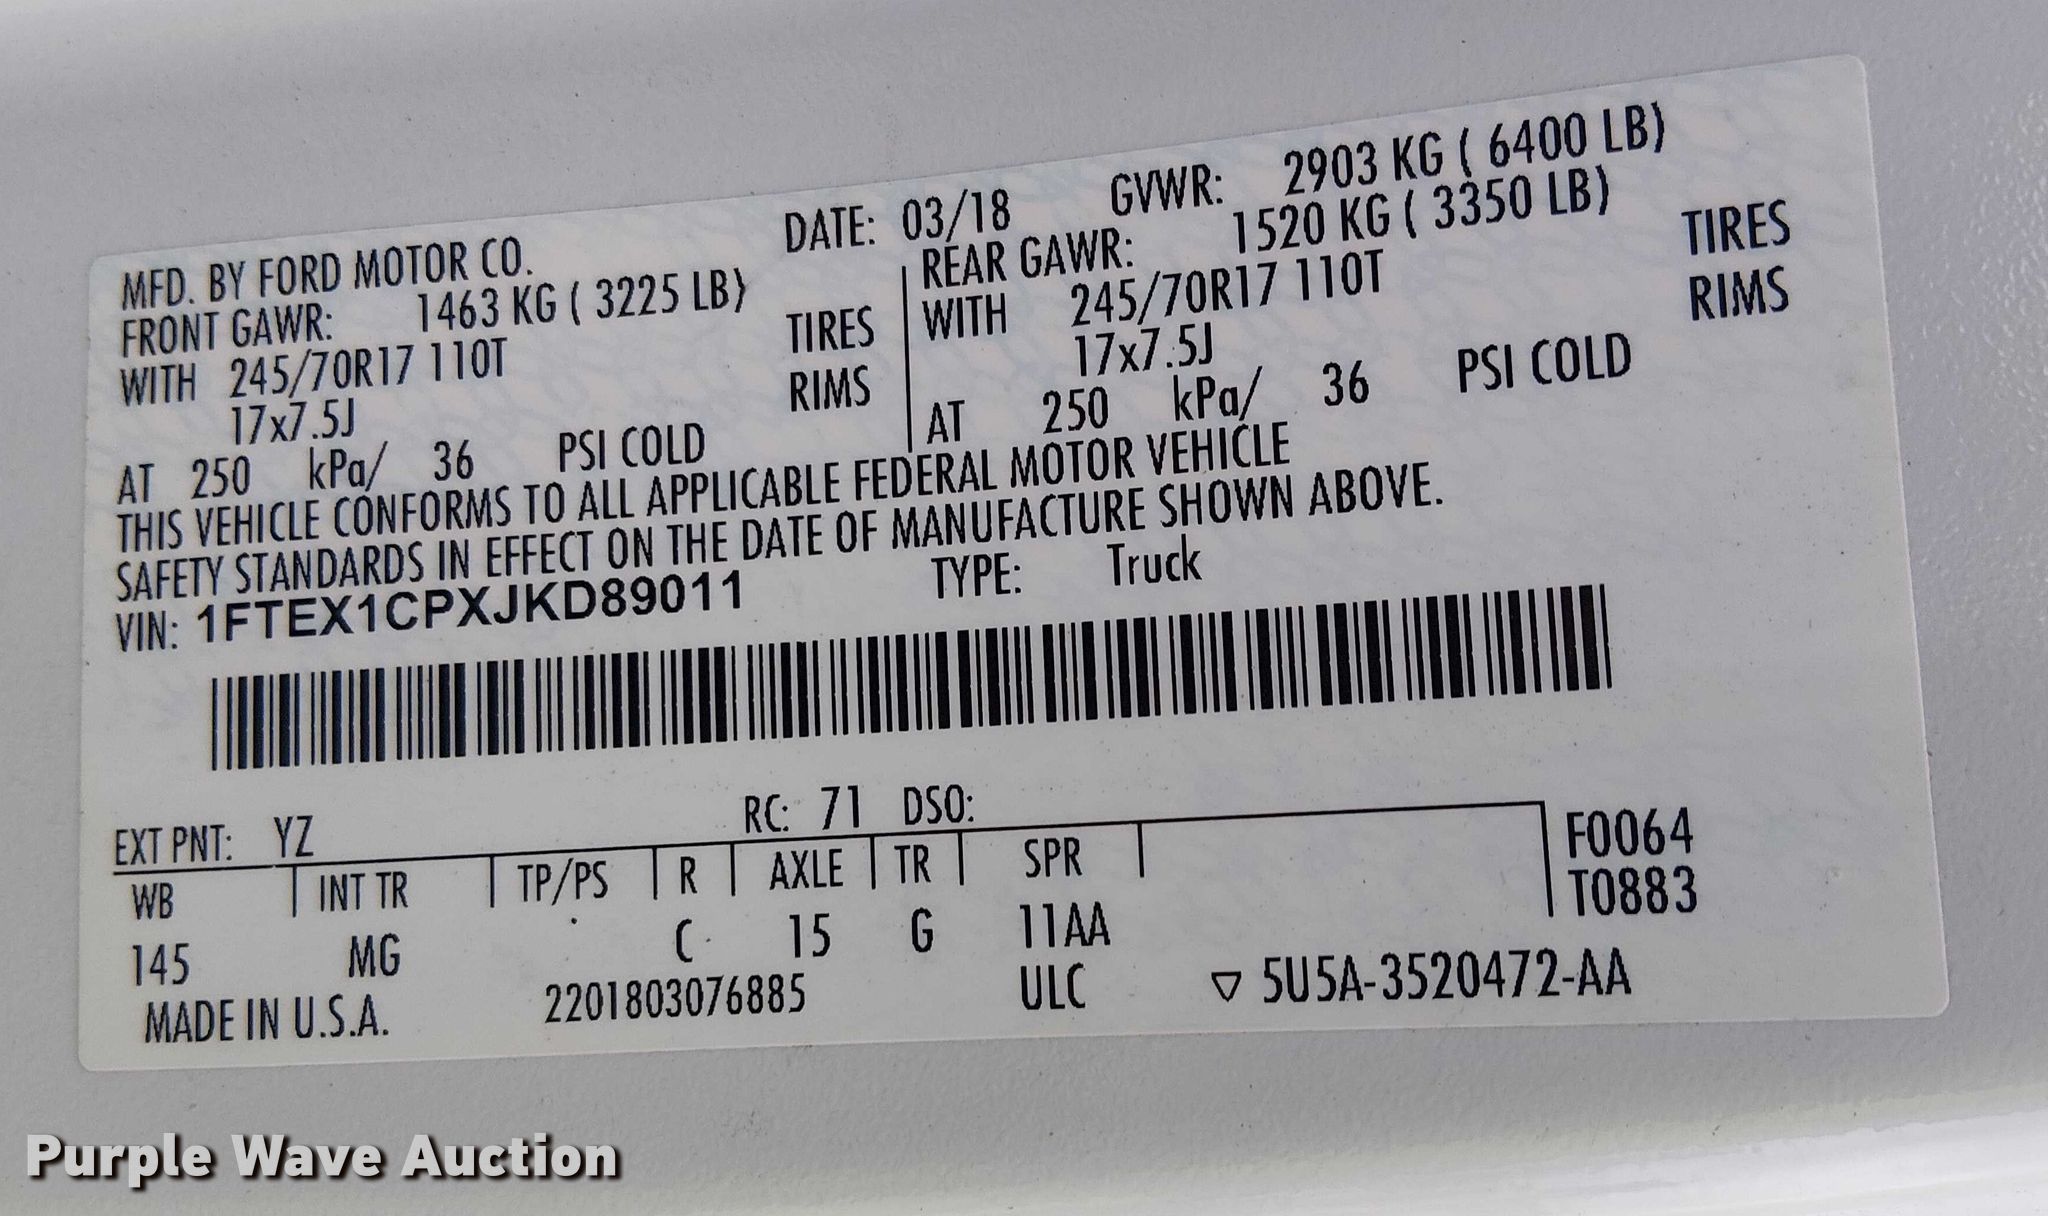 MFD. BY FORD MOTOR CO. DATE: 03/18 GVWR: 2903 KG ( 6400 LB)
FRONT GAWR: 1463 KG ( 3225 LB) REAR GAWR: 1520 KG ( 3350 LB)
WITH 245/70R17 110T TIRES WITH 245/70R17 110T TIRES
17x7.5J RIMS 17x7.5J RIMS
AT 250 kPa/ 36 PSI COLD AT 250 kPa/ 36 PSI COLD
THIS VEHICLE CONFORMS TO ALL APPLICABLE FEDERAL MOTOR VEHICLE
SAFETY STANDARDS IN EFFECT ON THE DATE OF MANUFACTURE SHOWN ABOVE.
VIN: 1FTEX1CPXJKD89011 TYPE: Truck
EXT PNT: YZ RC: 71 DSO:
WB INT TR TP/PS R AXLE TR SPR F0064
145 MG C 15 G 11AA T0883
MADE IN U.S.A. 2201803076885 ULC ▽ 5U5A-3520472-AA
Purple Wave Auction